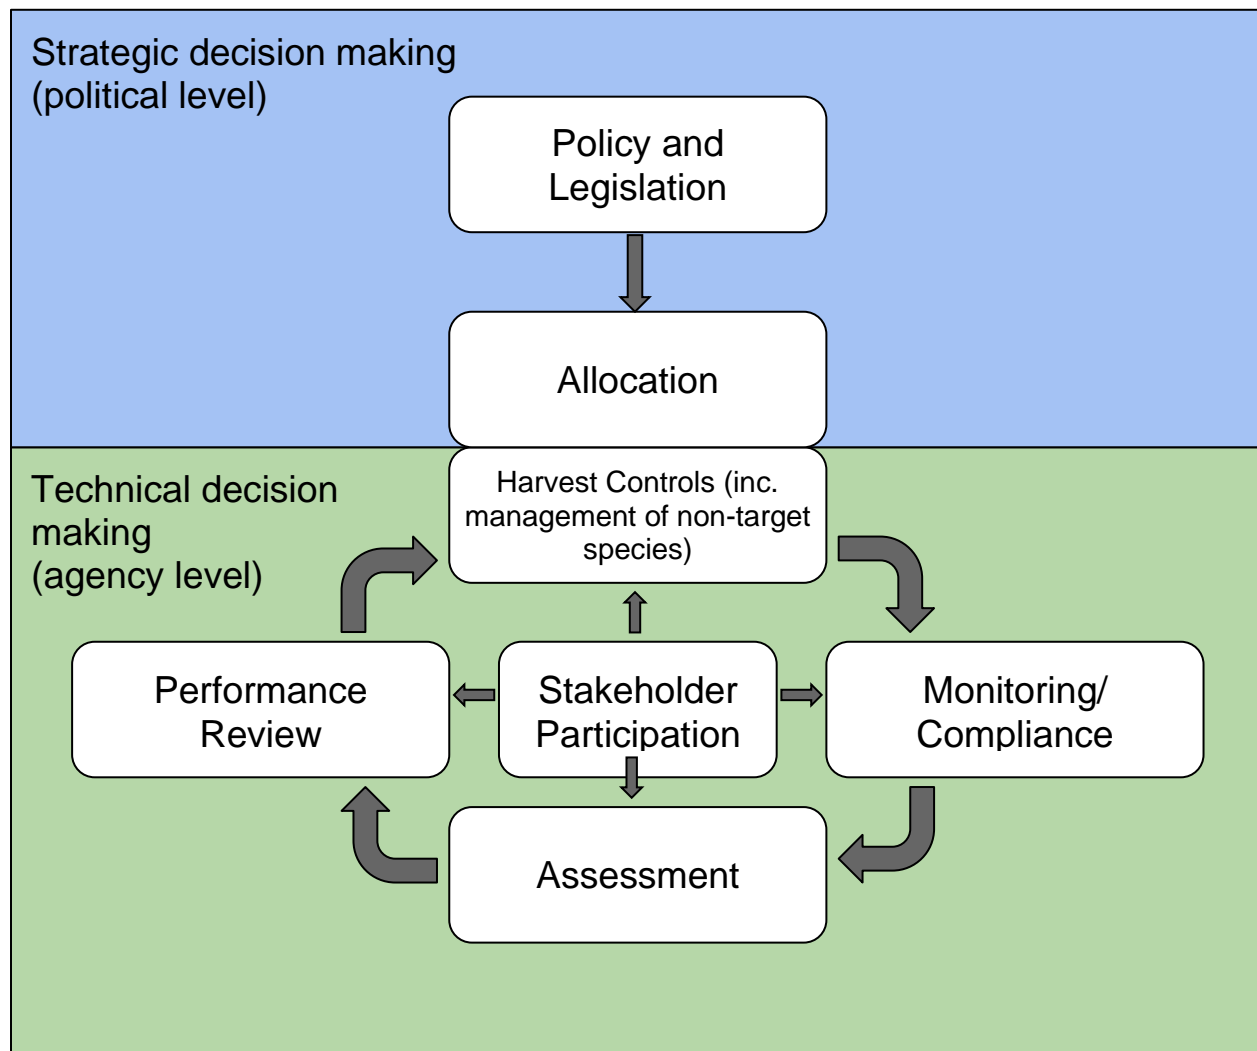 Strategic decision making
(political level)
Policy and
Legislation
Allocation
Technical decision
making
(agency level)
Harvest Controls (inc.
management of non-target
species)
Performance
Review
Stakeholder
Participation
Monitoring/
Compliance
Assessment